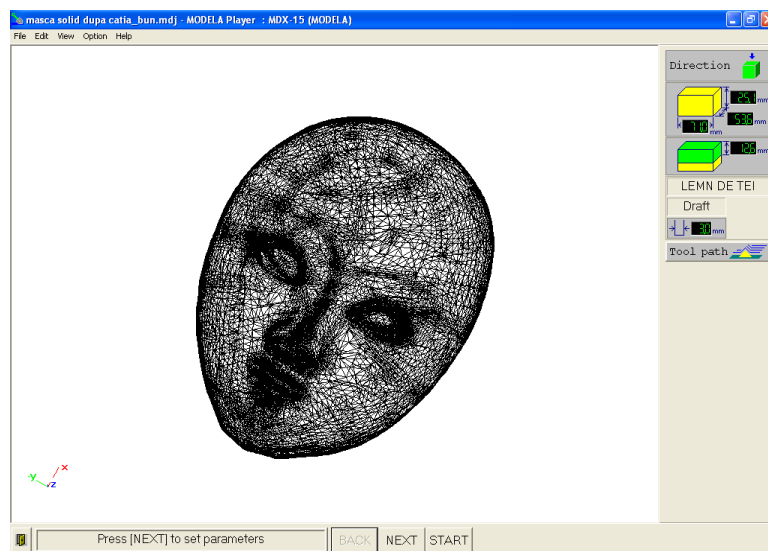 masca solid dupa catia_bun.mdj - MODELA Player : MDX-15 (MODELA)
File Edit View Option Help
Direction
25,1 mm
53,6 mm
71,0 mm
12,6 mm
LEMN DE TEI
Draft
3,0 mm
Tool path
x
-y
z
Press [NEXT] to set parameters
BACK NEXT START